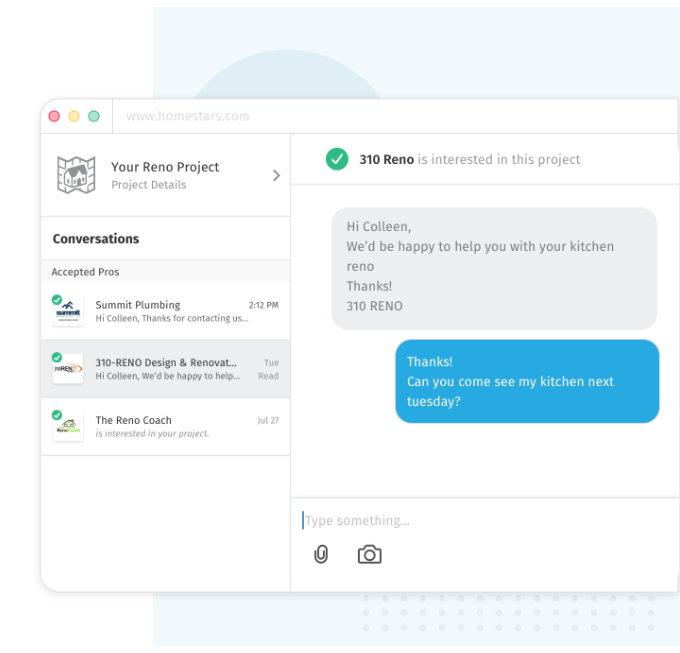 www.homestars.com
Your Reno Project
Project Details
Conversations
Accepted Pros
Summit Plumbing 2:12 PM
Hi Colleen, Thanks for contacting us...
310-RENO Design & Renovat... Tue
Hi Colleen, We'd be happy to help... Read
The Reno Coach Jul 27
is interested in your project.
310 Reno is interested in this project
Hi Colleen,
We'd be happy to help you with your kitchen
reno
Thanks!
310 RENO
Thanks!
Can you come see my kitchen next
tuesday?
Type something...
summit
310RENO